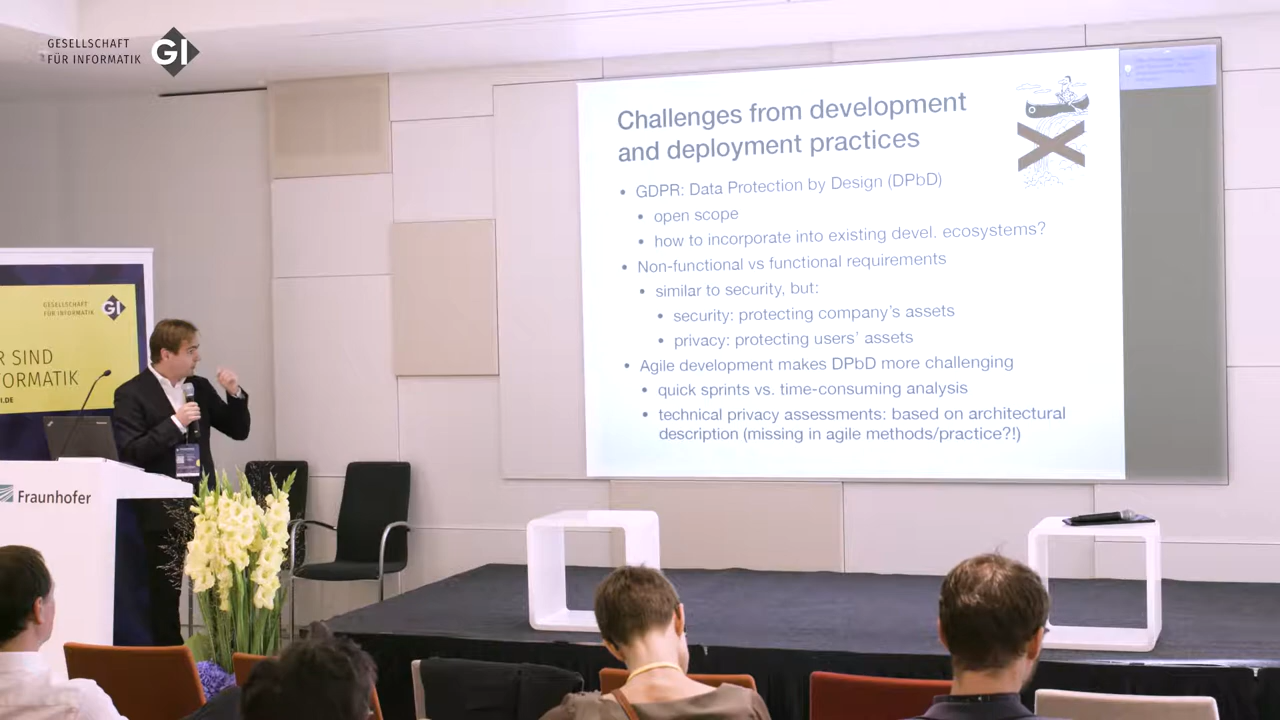 GESELLSCHAFT
FÜR INFORMATIK
GI
Challenges from development
and deployment practices
• GDPR: Data Protection by Design (DPbD)
• open scope
• how to incorporate into existing devel. ecosystems?
• Non-functional vs functional requirements
• similar to security, but:
• security: protecting company's assets
• privacy: protecting users' assets
• Agile development makes DPbD more challenging
• quick sprints vs. time-consuming analysis
• technical privacy assessments: based on architectural
description (missing in agile methods/practice?!)
GESELLSCHAFT
FÜR INFORMATIK
GI
R SIND
FORMATIK
I.DE
Fraunhofer